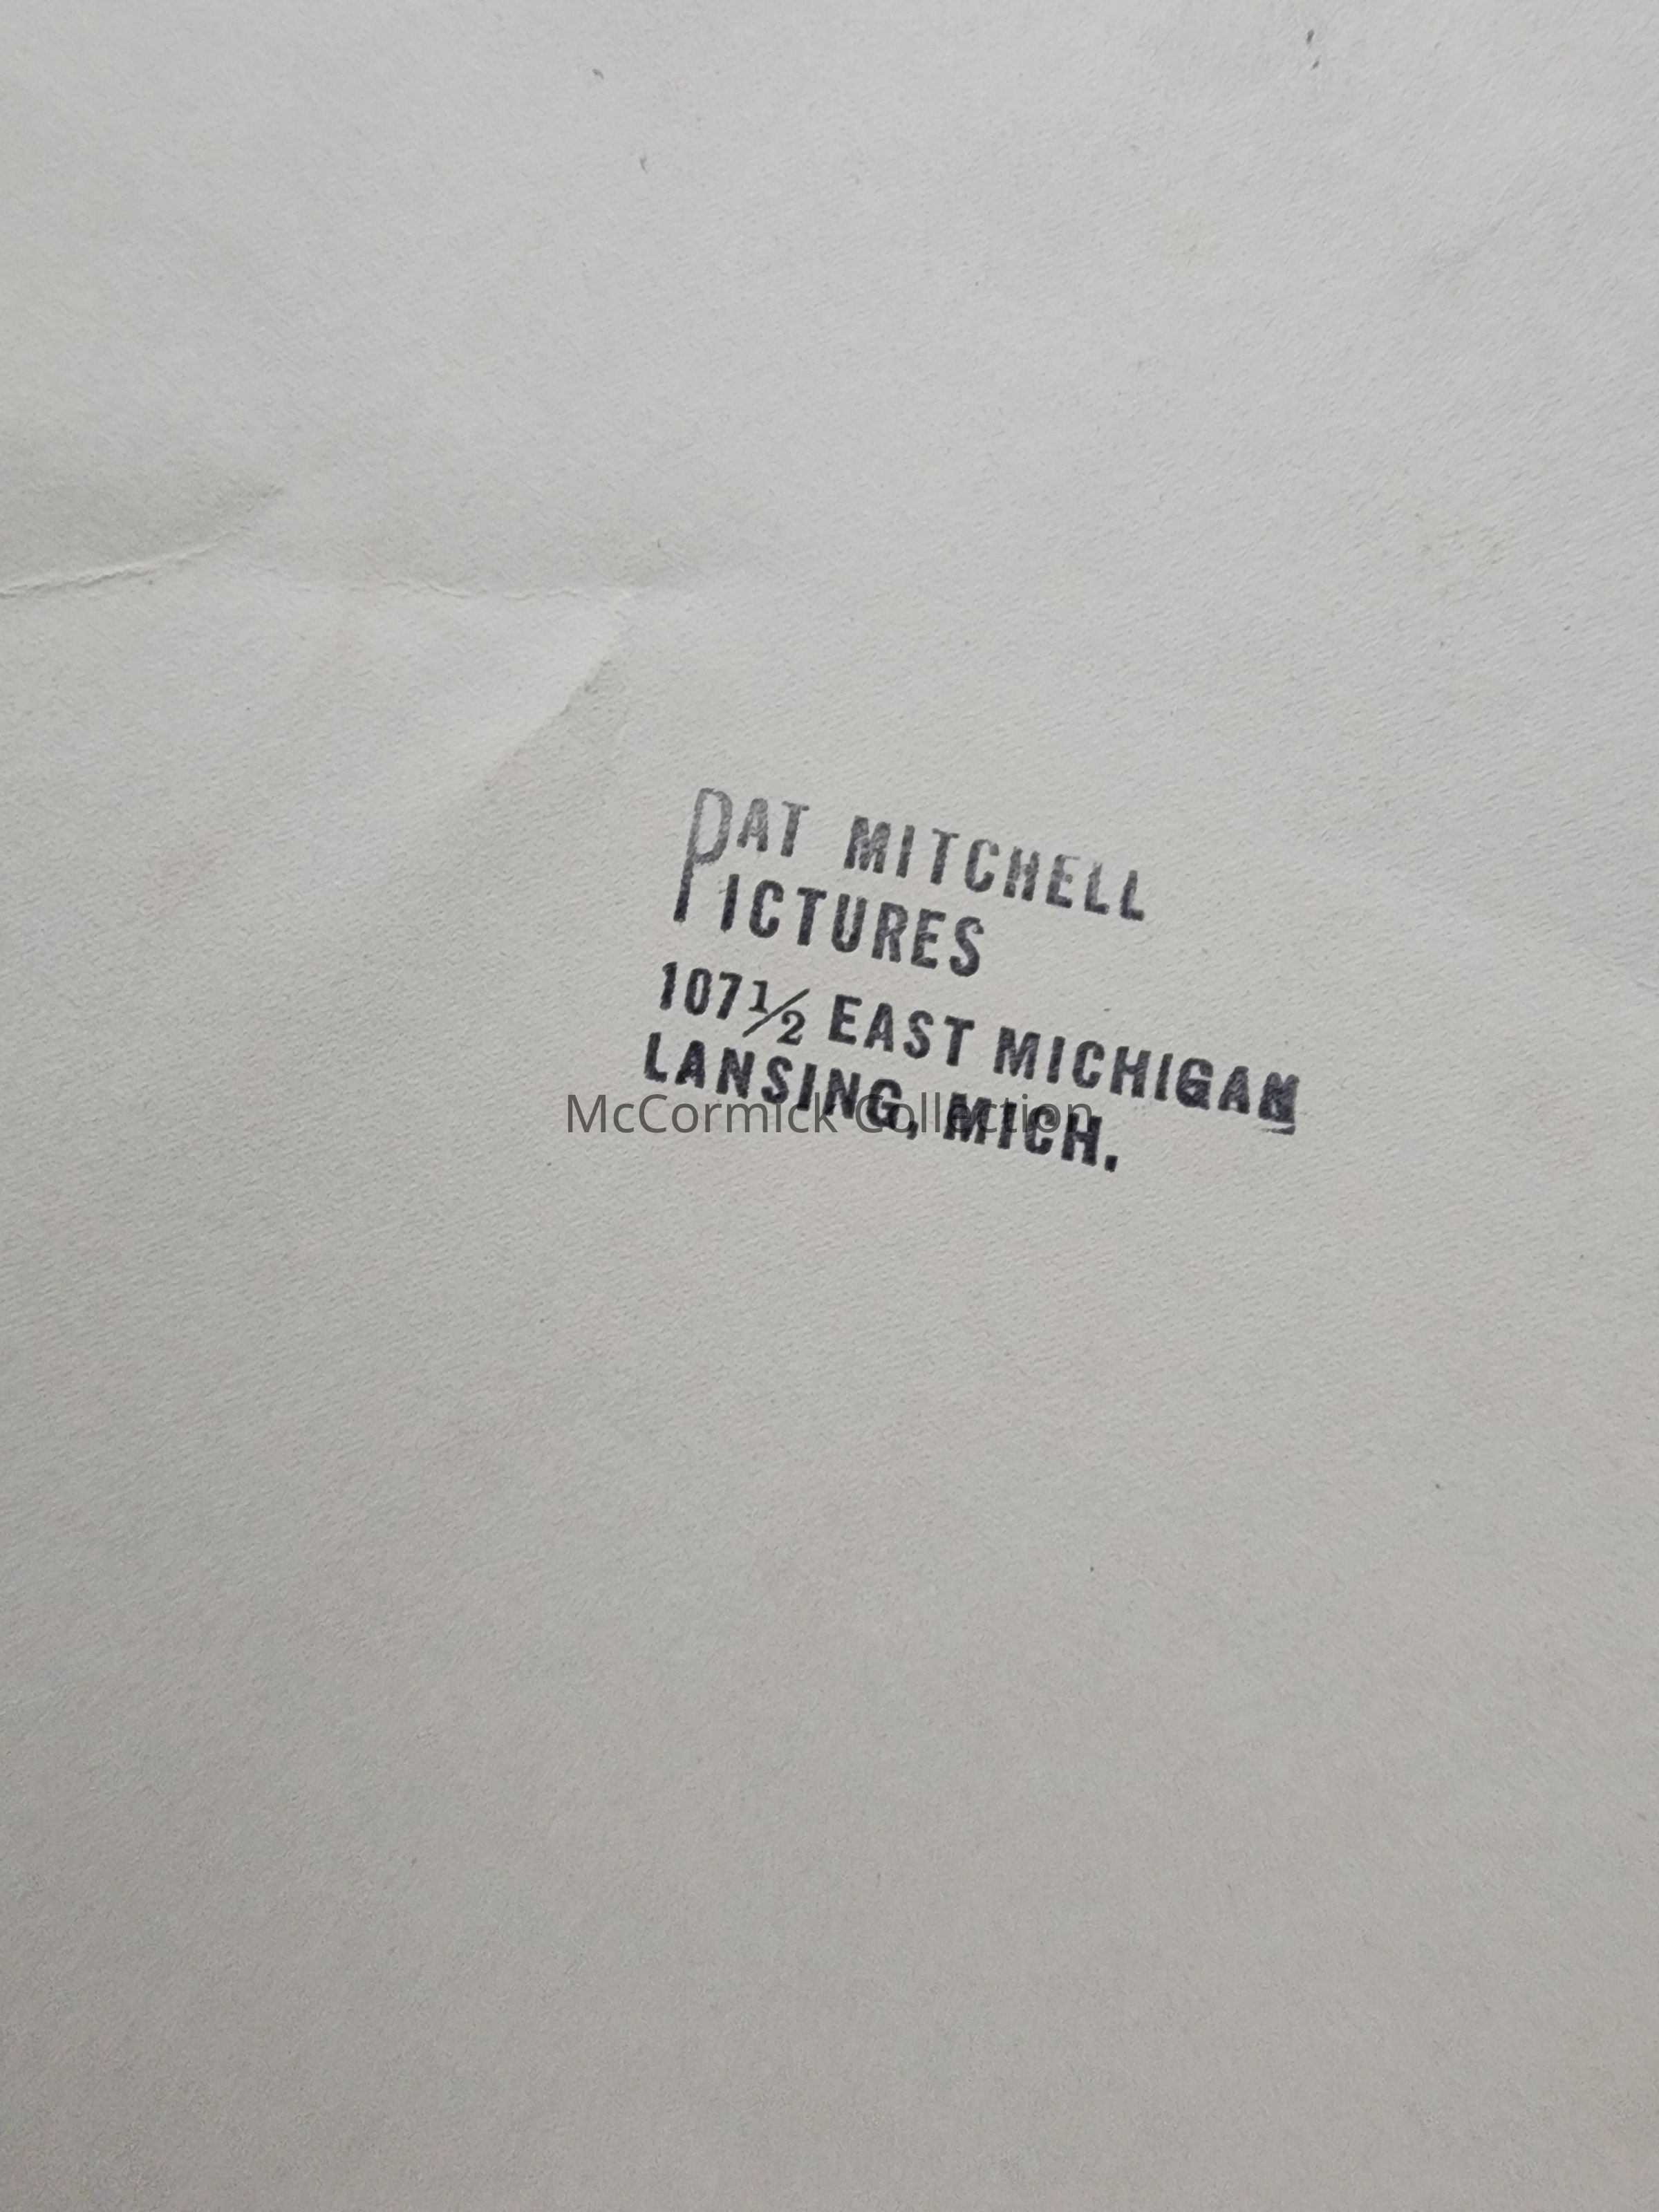 PAT MITCHELL
PICTURES
107½ EAST MICHIGAN
LANSING, MICH.
McCormick Collection